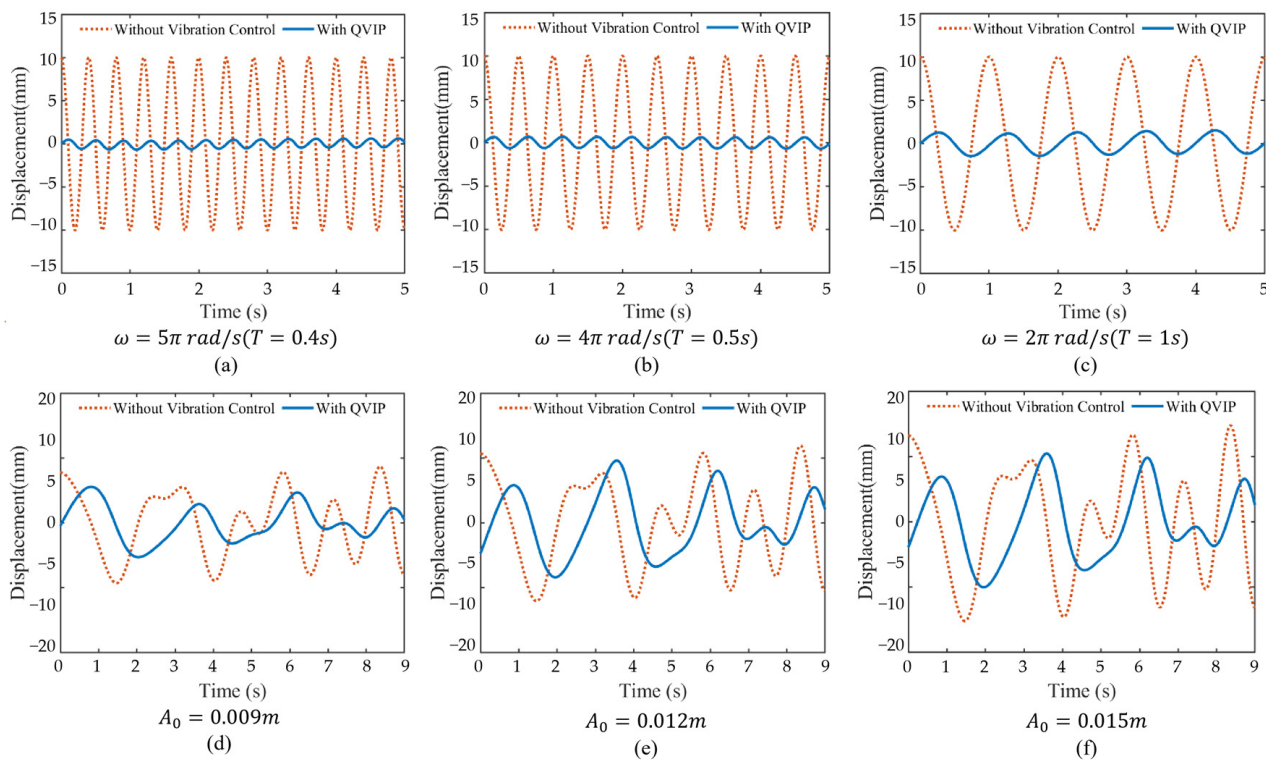 Without Vibration Control With QVIP
15
10
5
0
−5
−10
−15
Displacement(mm)
0 1 2 3 4 5
Time (s)
ω = 5π rad/s(T = 0.4s)
(a)
Without Vibration Control With QVIP
15
10
5
0
−5
−10
−15
Displacement(mm)
0 1 2 3 4 5
Time (s)
ω = 4π rad/s(T = 0.5s)
(b)
Without Vibration Control With QVIP
15
10
5
0
−5
−10
−15
Displacement(mm)
0 1 2 3 4 5
Time (s)
ω = 2π rad/s(T = 1s)
(c)
Without Vibration Control With QVIP
20
10
5
0
−5
−10
−20
Displacement(mm)
0 1 2 3 4 5 6 7 8 9
Time (s)
A₀ = 0.009m
(d)
Without Vibration Control With QVIP
20
10
5
0
−5
−10
−20
Displacement(mm)
0 1 2 3 4 5 6 7 8 9
Time (s)
A₀ = 0.012m
(e)
Without Vibration Control With QVIP
20
10
5
0
−5
−10
−20
Displacement(mm)
0 1 2 3 4 5 6 7 8 9
Time (s)
A₀ = 0.015m
(f)